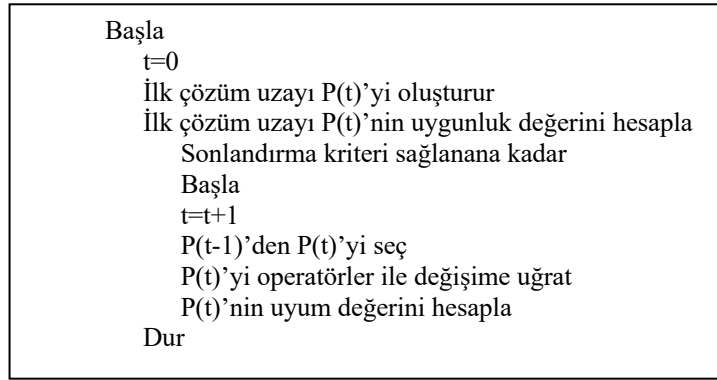 Başla
t=0
İlk çözüm uzayı P(t)’yi oluşturur
İlk çözüm uzayı P(t)’nin uygunluk değerini hesapla
Sonlandırma kriteri sağlanana kadar
Başla
t=t+1
P(t-1)’den P(t)’yi seç
P(t)’yi operatörler ile değişime uğrat
P(t)’nin uyum değerini hesapla
Dur